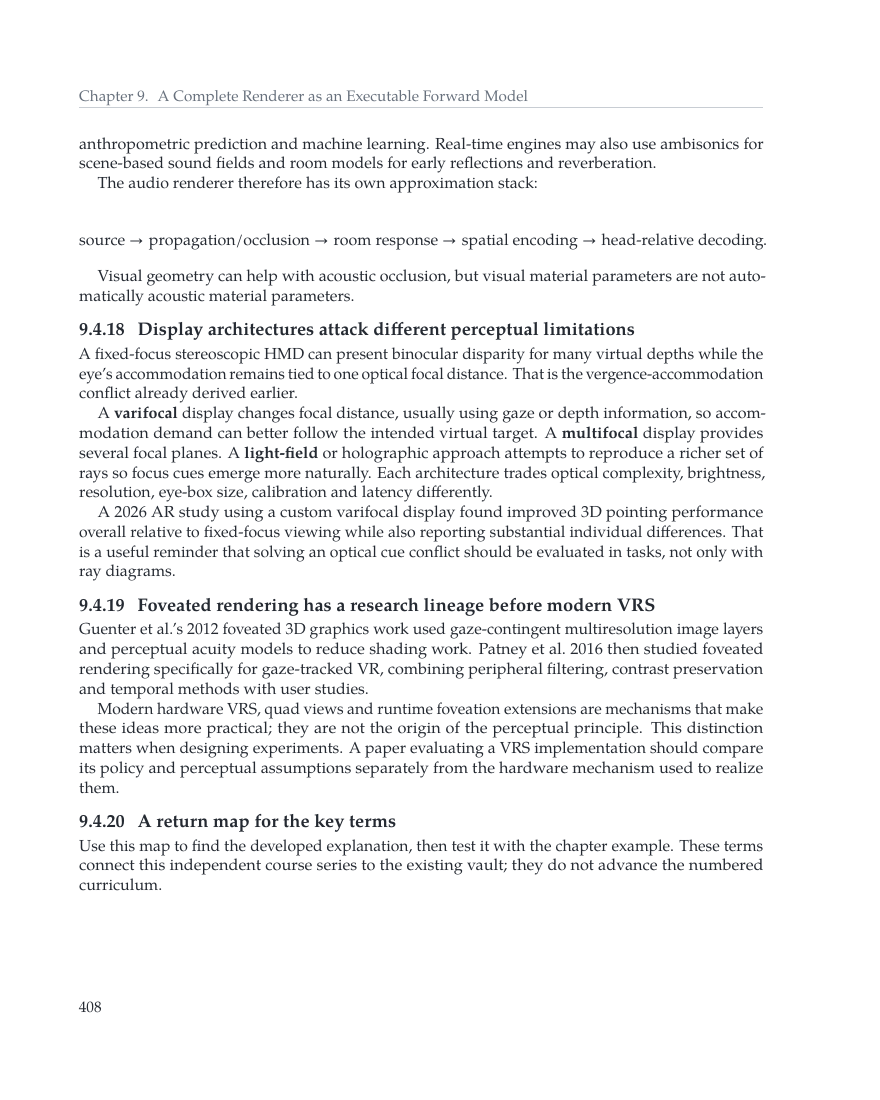 Chapter 9. A Complete Renderer as an Executable Forward Model
anthropometric prediction and machine learning. Real-time engines may also use ambisonics for
scene-based sound fields and room models for early reflections and reverberation.
The audio renderer therefore has its own approximation stack:
source → propagation/occlusion → room response → spatial encoding → head-relative decoding.
Visual geometry can help with acoustic occlusion, but visual material parameters are not auto-
matically acoustic material parameters.
9.4.18 Display architectures attack different perceptual limitations
A fixed-focus stereoscopic HMD can present binocular disparity for many virtual depths while the
eye’s accommodation remains tied to one optical focal distance. That is the vergence-accommodation
conflict already derived earlier.
A varifocal display changes focal distance, usually using gaze or depth information, so accom-
modation demand can better follow the intended virtual target. A multifocal display provides
several focal planes. A light-field or holographic approach attempts to reproduce a richer set of
rays so focus cues emerge more naturally. Each architecture trades optical complexity, brightness,
resolution, eye-box size, calibration and latency differently.
A 2026 AR study using a custom varifocal display found improved 3D pointing performance
overall relative to fixed-focus viewing while also reporting substantial individual differences. That
is a useful reminder that solving an optical cue conflict should be evaluated in tasks, not only with
ray diagrams.
9.4.19 Foveated rendering has a research lineage before modern VRS
Guenter et al.’s 2012 foveated 3D graphics work used gaze-contingent multiresolution image layers
and perceptual acuity models to reduce shading work. Patney et al. 2016 then studied foveated
rendering specifically for gaze-tracked VR, combining peripheral filtering, contrast preservation
and temporal methods with user studies.
Modern hardware VRS, quad views and runtime foveation extensions are mechanisms that make
these ideas more practical; they are not the origin of the perceptual principle. This distinction
matters when designing experiments. A paper evaluating a VRS implementation should compare
its policy and perceptual assumptions separately from the hardware mechanism used to realize
them.
9.4.20 A return map for the key terms
Use this map to find the developed explanation, then test it with the chapter example. These terms
connect this independent course series to the existing vault; they do not advance the numbered
curriculum.
408